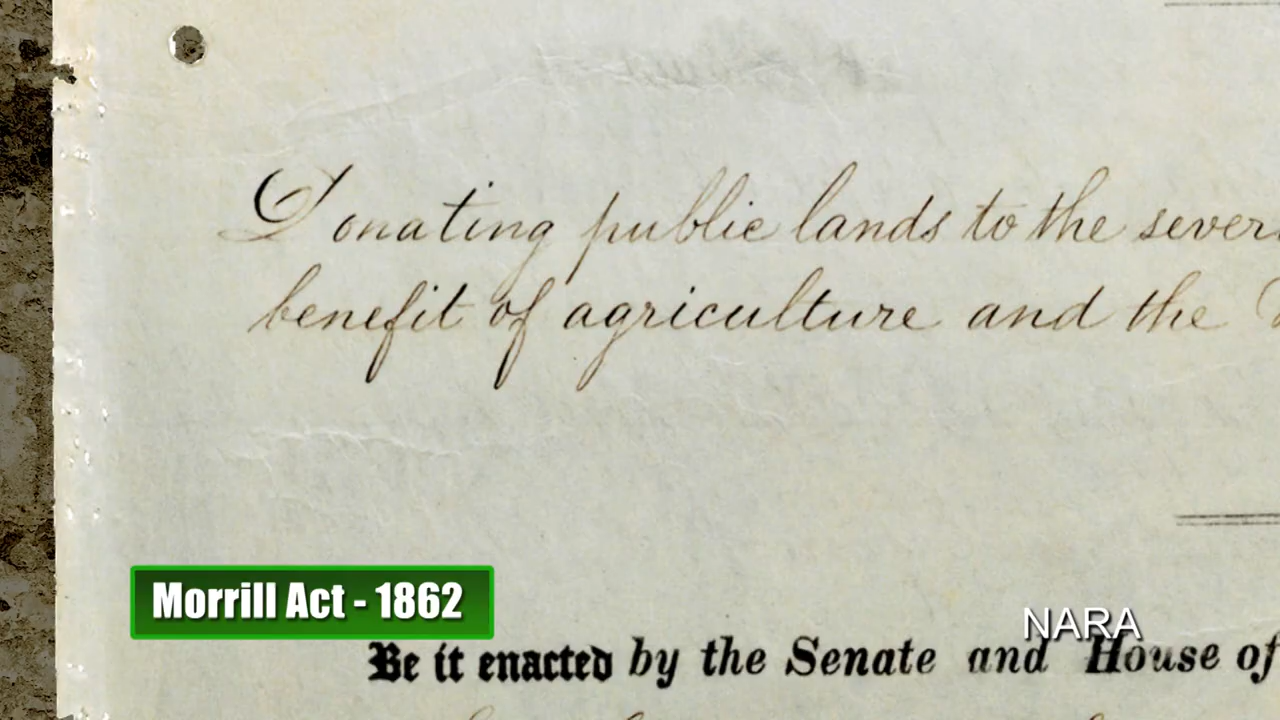 Donating public lands to the sever
benefit of agriculture and the
Morrill Act - 1862
NARA
Be it enacted by the Senate and House of